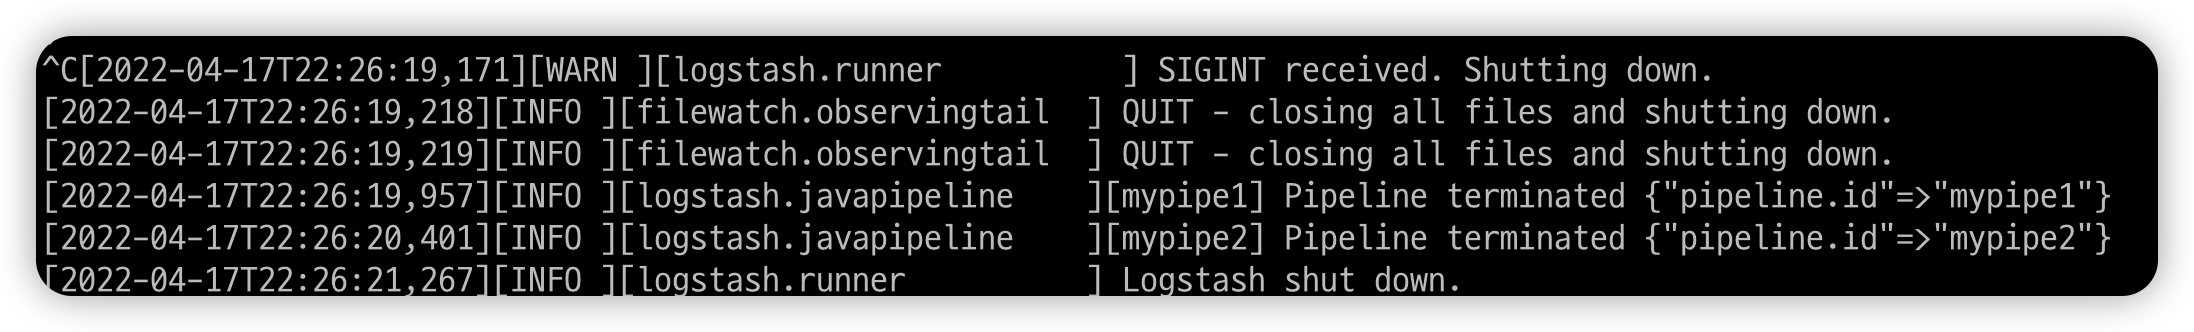 ^C[2022-04-17T22:26:19,171][WARN ][logstash.runner          ] SIGINT received. Shutting down.
[2022-04-17T22:26:19,218][INFO ][filewatch.observingtail  ] QUIT - closing all files and shutting down.
[2022-04-17T22:26:19,219][INFO ][filewatch.observingtail  ] QUIT - closing all files and shutting down.
[2022-04-17T22:26:19,957][INFO ][logstash.javapipeline    ][mypipe1] Pipeline terminated {"pipeline.id"=>"mypipe1"}
[2022-04-17T22:26:20,401][INFO ][logstash.javapipeline    ][mypipe2] Pipeline terminated {"pipeline.id"=>"mypipe2"}
[2022-04-17T22:26:21,267][INFO ][logstash.runner          ] Logstash shut down.